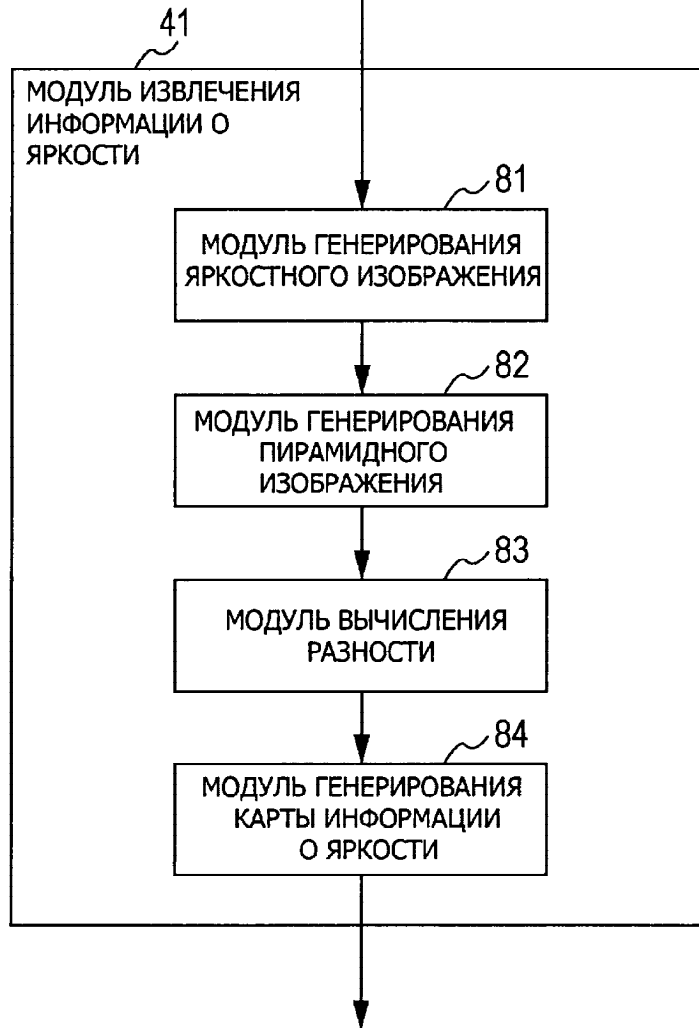 41
МОДУЛЬ ИЗВЛЕЧЕНИЯ
ИНФОРМАЦИИ О
ЯРКОСТИ
81
МОДУЛЬ ГЕНЕРИРОВАНИЯ
ЯРКОСТНОГО ИЗОБРАЖЕНИЯ
82
МОДУЛЬ ГЕНЕРИРОВАНИЯ
ПИРАМИДНОГО
ИЗОБРАЖЕНИЯ
83
МОДУЛЬ ВЫЧИСЛЕНИЯ
РАЗНОСТИ
84
МОДУЛЬ ГЕНЕРИРОВАНИЯ
КАРТЫ ИНФОРМАЦИИ
О ЯРКОСТИ